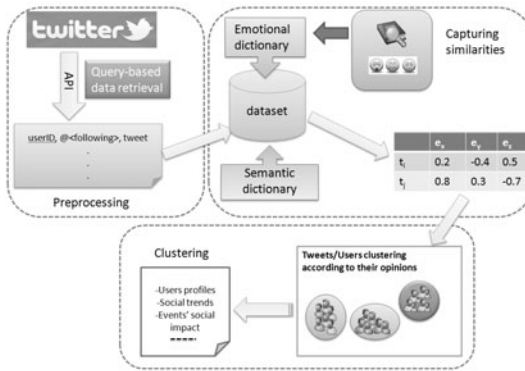 twitter
API
Query-based
data retrieval
userID, @<following>, tweet
.
.
.
Preprocessing
Emotional
dictionary
dataset
Semantic
dictionary
Capturing
similarities
eₓ eᵧ e_z
tᵢ 0.2 -0.4 0.5
tⱼ 0.8 0.3 -0.7
Clustering
-Users profiles
-Social trends
-Events' social
impact
Tweets/Users clustering
according to their opinions